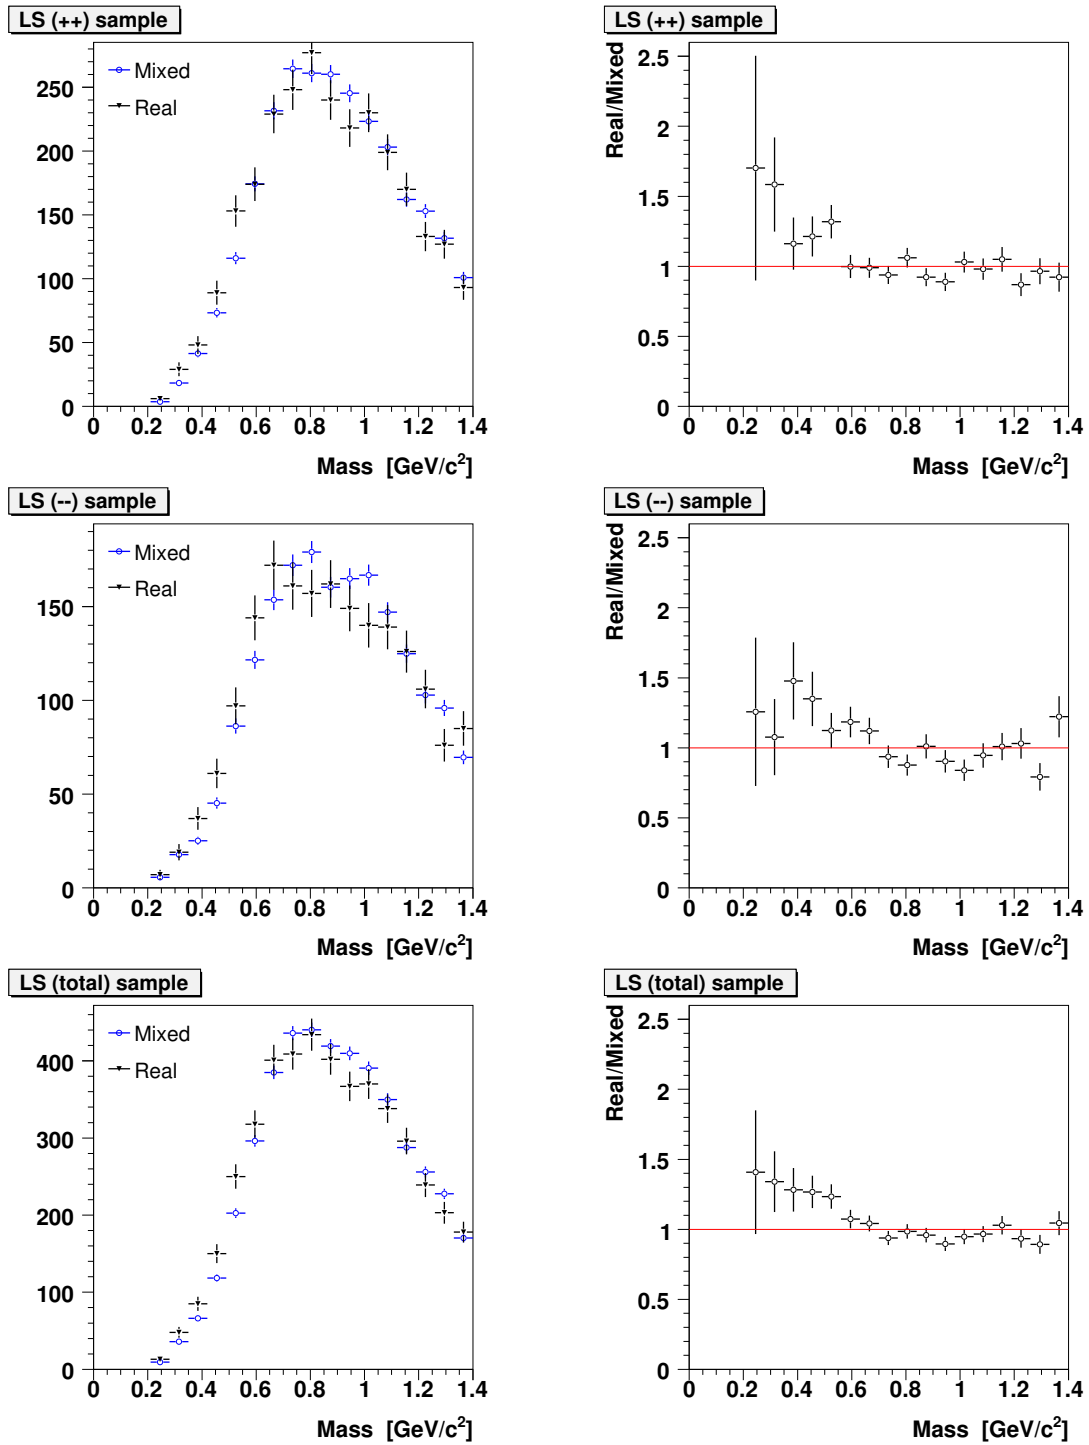 LS (++) sample
Mixed
Real
250
200
150
100
50
0
0 0.2 0.4 0.6 0.8 1 1.2 1.4
Mass [GeV/c²]
LS (++) sample
Real/Mixed
2.5
2
1.5
1
0.5
0
0 0.2 0.4 0.6 0.8 1 1.2 1.4
Mass [GeV/c²]
LS (--) sample
Mixed
Real
150
100
50
0
0 0.2 0.4 0.6 0.8 1 1.2 1.4
Mass [GeV/c²]
LS (--) sample
Real/Mixed
2.5
2
1.5
1
0.5
0
0 0.2 0.4 0.6 0.8 1 1.2 1.4
Mass [GeV/c²]
LS (total) sample
Mixed
Real
400
300
200
100
0
0 0.2 0.4 0.6 0.8 1 1.2 1.4
Mass [GeV/c²]
LS (total) sample
Real/Mixed
2.5
2
1.5
1
0.5
0
0 0.2 0.4 0.6 0.8 1 1.2 1.4
Mass [GeV/c²]